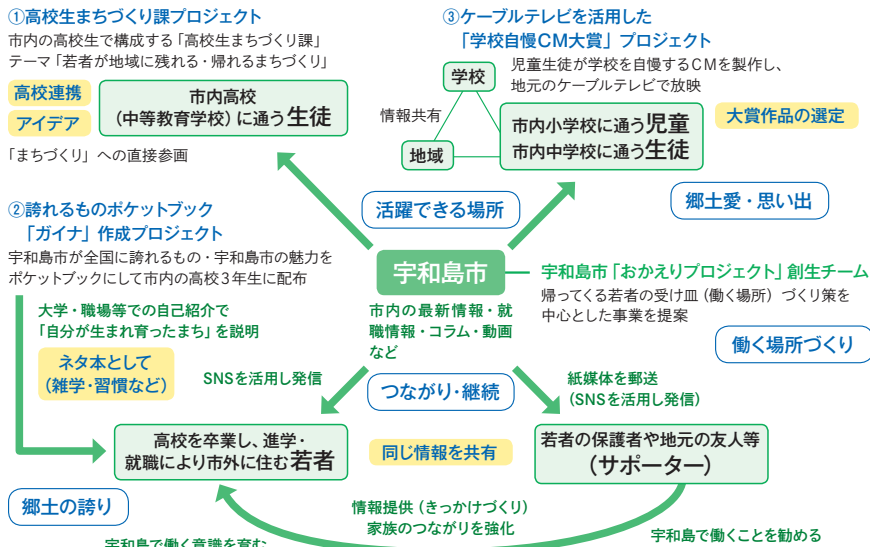 ①高校生まちづくり課プロジェクト
市内の高校生で構成する「高校生まちづくり課」
テーマ「若者が地域に残れる・帰れるまちづくり」
高校連携
アイデア
市内高校
（中等教育学校）に通う生徒
「まちづくり」への直接参画
③ケーブルテレビを活用した
「学校自慢CM大賞」プロジェクト
児童生徒が学校を自慢するCMを製作し、
地元のケーブルテレビで放映
学校
情報共有
地域
市内小学校に通う児童
市内中学校に通う生徒
大賞作品の選定
活躍できる場所
郷土愛・思い出
②誇れるものポケットブック
「ガイナ」作成プロジェクト
宇和島市が全国に誇れるもの・宇和島市の魅力を
ポケットブックにして市内の高校3年生に配布
宇和島市
宇和島市「おかえりプロジェクト」創生チーム
帰ってくる若者の受け皿（働く場所）づくり策を
中心とした事業を提案
働く場所づくり
大学・職場等での自己紹介で
「自分が生まれ育ったまち」を説明
ネタ本として
（雑学・習慣など）
市内の最新情報・就
職情報・コラム・動画
など
SNSを活用し発信
つながり・継続
紙媒体を郵送
（SNSを活用し発信）
高校を卒業し、進学・
就職により市外に住む若者
同じ情報を共有
若者の保護者や地元の友人等
（サポーター）
郷土の誇り
情報提供（きっかけづくり）
家族のつながりを強化
宇和島で働く意識を育む
宇和島で働くことを勧める